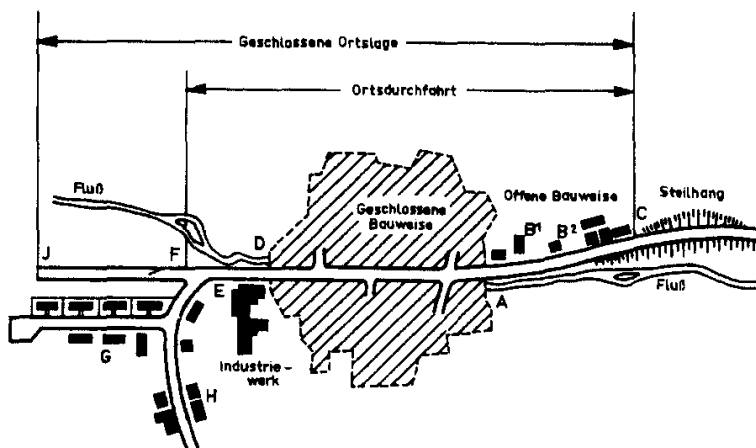 Geschlossene Ortslage
Ortsdurchfahrt
Fluß
Offene Bauweise
Steilhang
Geschlossene
Bauweise
J
F
D
B1
B2
C
E
A
Fluß
G
Industrie-
werk
H